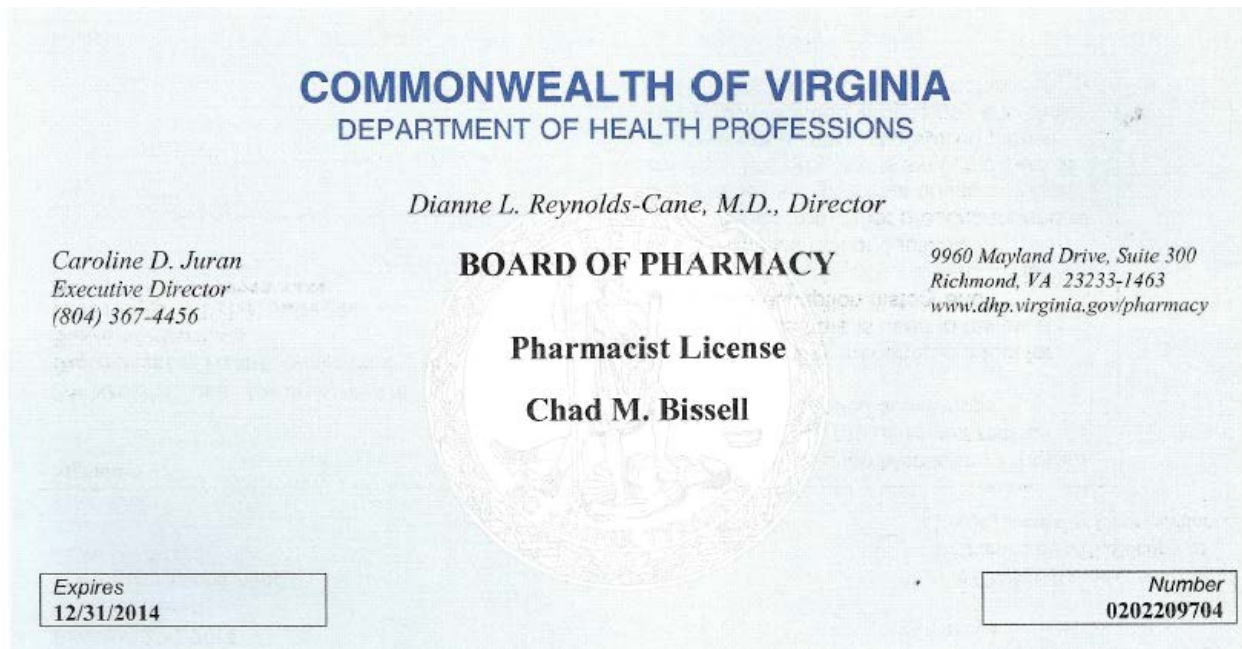 COMMONWEALTH OF VIRGINIA
DEPARTMENT OF HEALTH PROFESSIONS
Dianne L. Reynolds-Cane, M.D., Director
Caroline D. Juran
Executive Director
(804) 367-4456
BOARD OF PHARMACY
9960 Mayland Drive, Suite 300
Richmond, VA 23233-1463
www.dhp.virginia.gov/pharmacy
Pharmacist License
Chad M. Bissell
Expires
12/31/2014
Number
0202209704